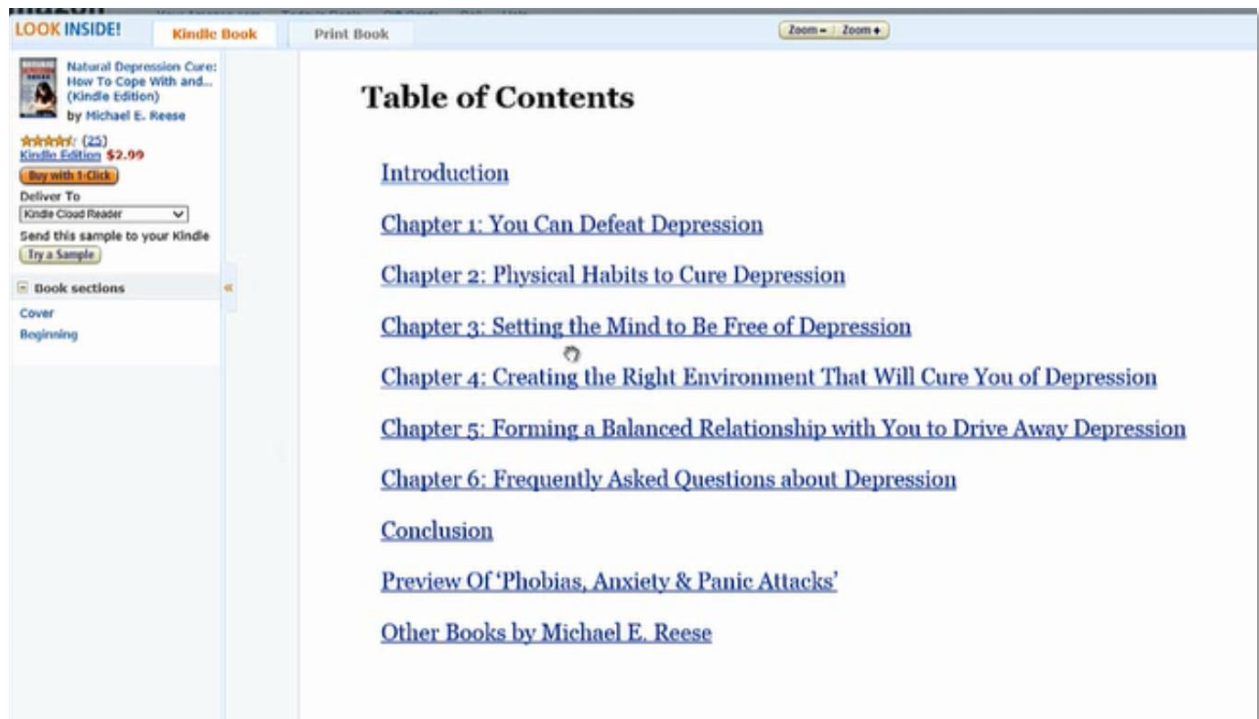 amazon
LOOK INSIDE!
Kindle Book
Print Book
Zoom -
Zoom +
Natural Depression Cure:
How To Cope With and...
(Kindle Edition)
by Michael E. Reese
(25)
Kindle Edition $2.99
Buy with 1-Click
Deliver To
Kindle Cloud Reader
Send this sample to your Kindle
Try a Sample
Book sections
Cover
Beginning
«
Table of Contents
Introduction
Chapter 1: You Can Defeat Depression
Chapter 2: Physical Habits to Cure Depression
Chapter 3: Setting the Mind to Be Free of Depression
Chapter 4: Creating the Right Environment That Will Cure You of Depression
Chapter 5: Forming a Balanced Relationship with You to Drive Away Depression
Chapter 6: Frequently Asked Questions about Depression
Conclusion
Preview Of ‘Phobias, Anxiety & Panic Attacks’
Other Books by Michael E. Reese